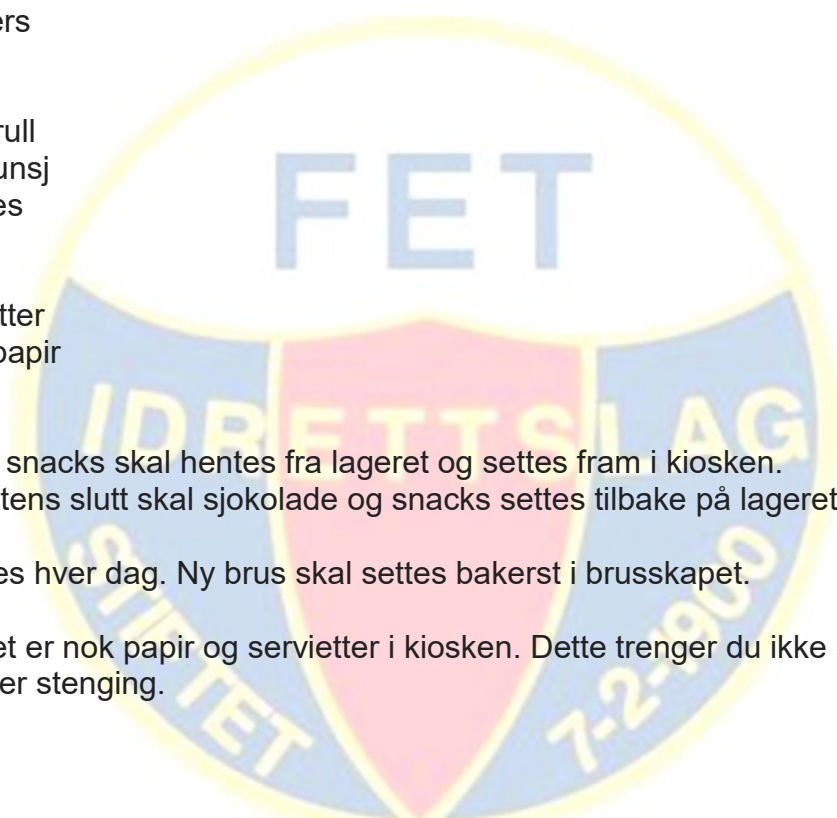 ers
rull
unsj
es
tter
papir
snacks skal hentes fra lageret og settes fram i kiosken.
tens slutt skal sjokolade og snacks settes tilbake på lageret
es hver dag. Ny brus skal settes bakerst i brusskapet.
et er nok papir og servietter i kiosken. Dette trenger du ikke
er stenging.
FET
IDRETTSLAG
STIFTET 7-2-1900